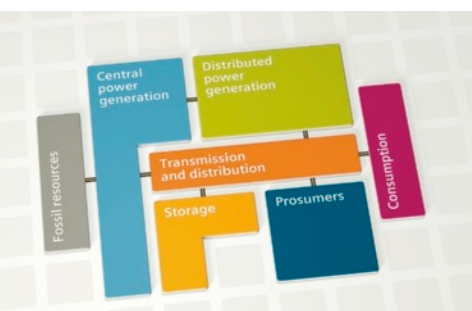 Fossil resources
Central
power
generation
Distributed
power
generation
Transmission
and distribution
Storage
Prosumers
Consumption